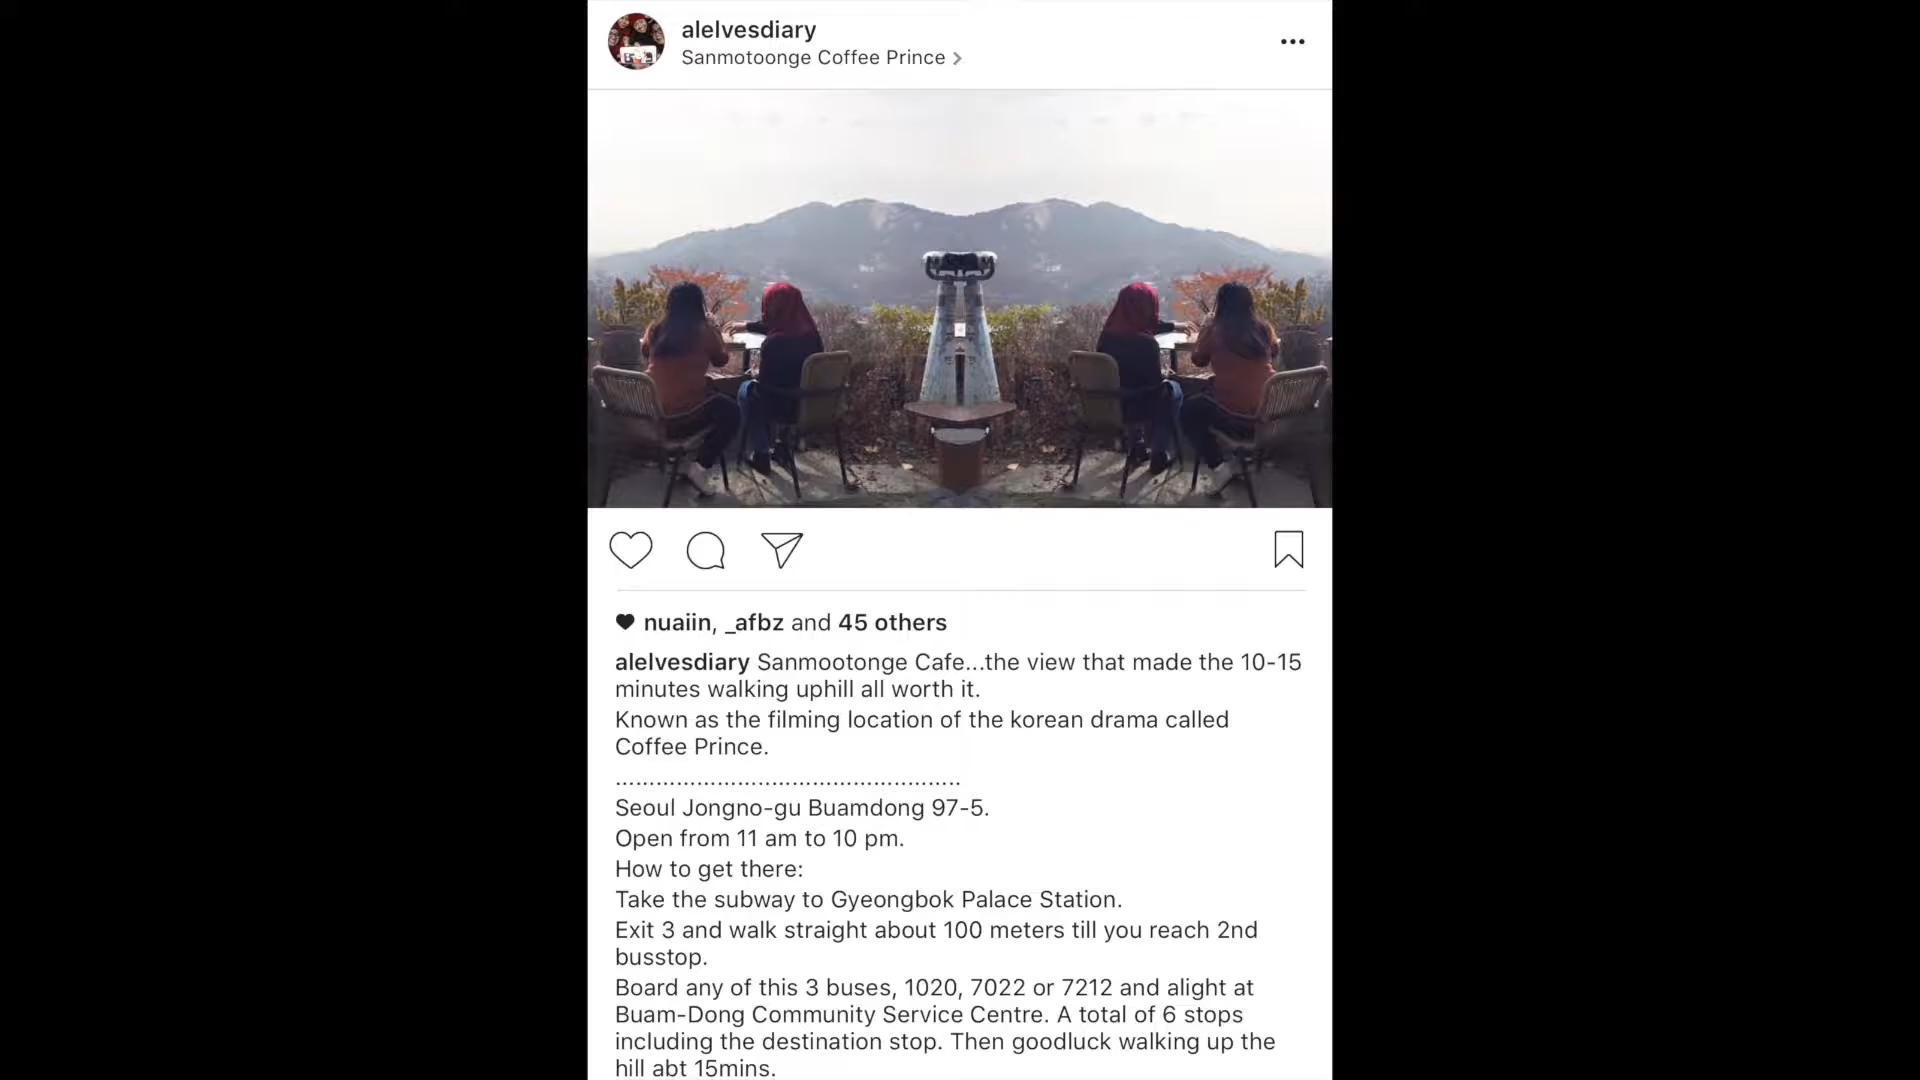 alelvesdiary
Sanmotoonge Coffee Prince >
nuaiin, _afbz and 45 others
alelvesdiary Sanmootonge Cafe...the view that made the 10-15
minutes walking uphill all worth it.
Known as the filming location of the korean drama called
Coffee Prince.
..................................................
Seoul Jongno-gu Buamdong 97-5.
Open from 11 am to 10 pm.
How to get there:
Take the subway to Gyeongbok Palace Station.
Exit 3 and walk straight about 100 meters till you reach 2nd
busstop.
Board any of this 3 buses, 1020, 7022 or 7212 and alight at
Buam-Dong Community Service Centre. A total of 6 stops
including the destination stop. Then goodluck walking up the
hill abt 15mins.